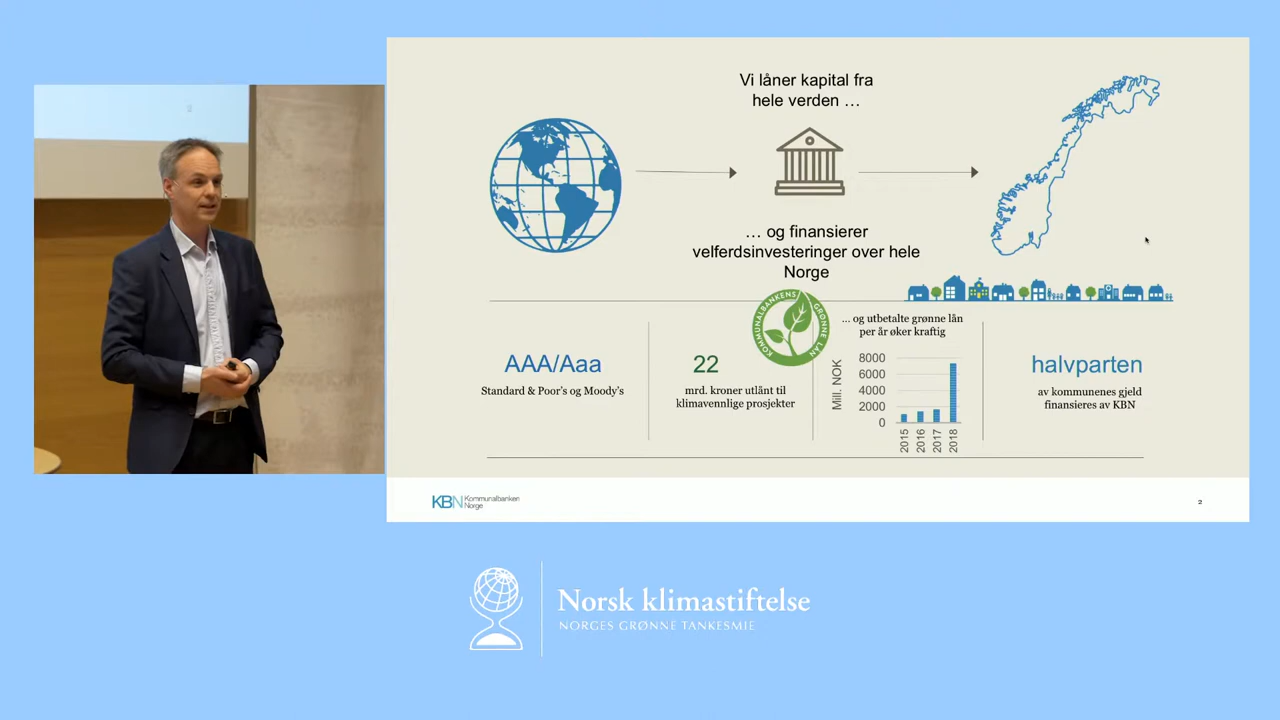 Vi låner kapital fra
hele verden …
… og finansierer
velferdsinvesteringer over hele
Norge
KOMMUNALBANKENS GRØNNE LÅN
AAA/Aaa
Standard & Poor's og Moody's
22
mrd. kroner utlånt til
klimavennlige prosjekter
… og utbetalte grønne lån
per år øker kraftig
Mill. NOK
8000
6000
4000
2000
0
2015
2016
2017
2018
halvparten
av kommunenes gjeld
finansieres av KBN
KBN Kommunalbanken
Norge
2
Norsk klimastiftelse
NORGES GRØNNE TANKESMIE